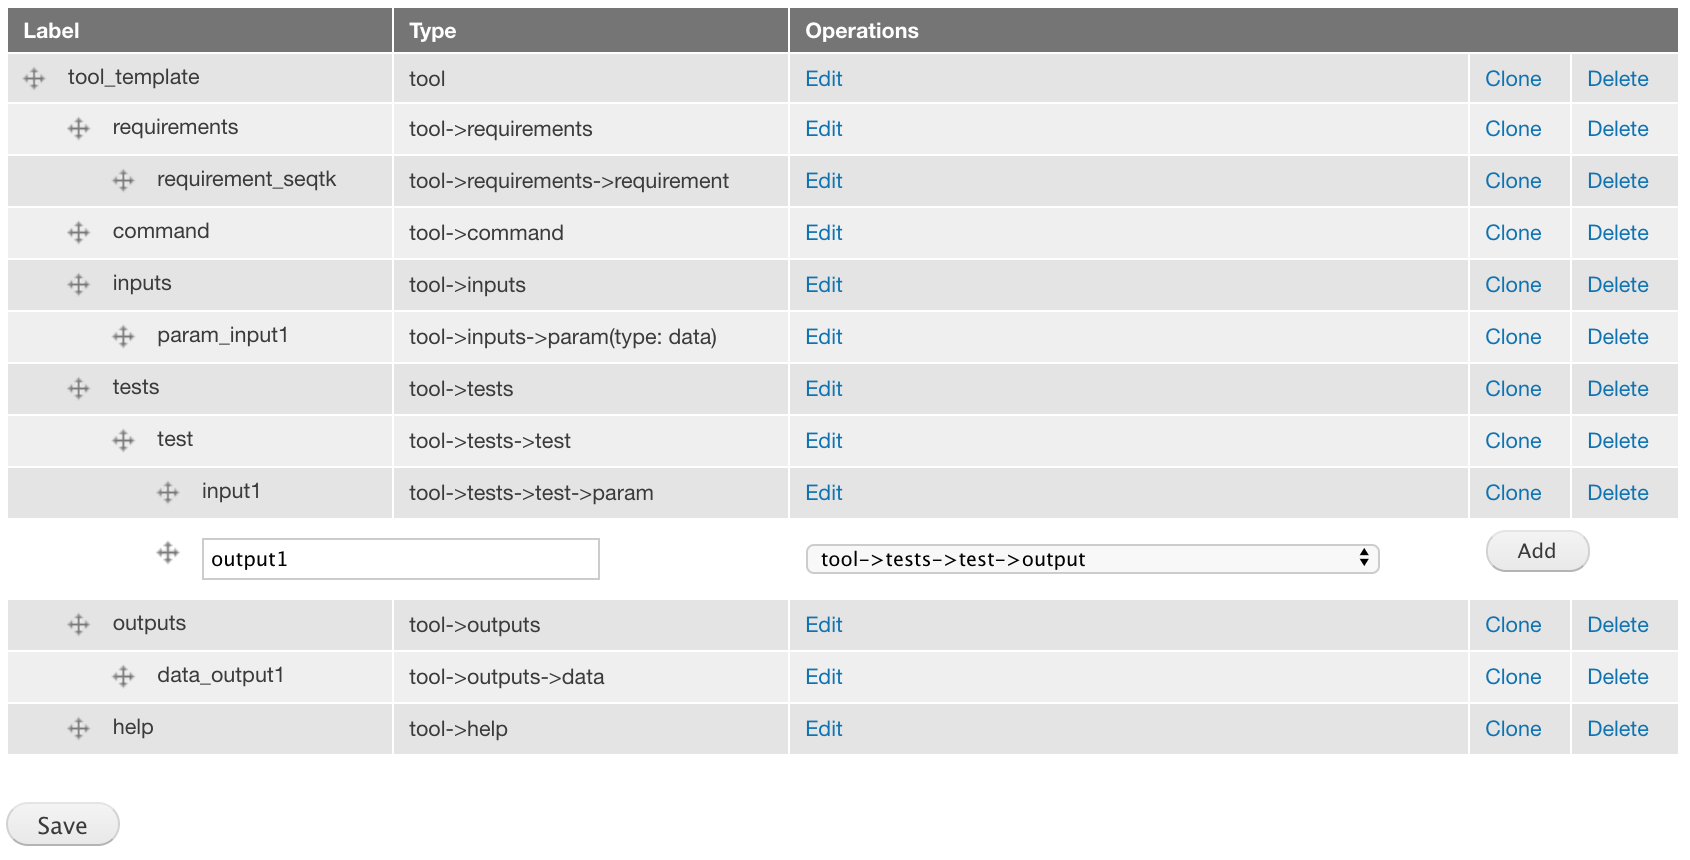 Label Type Operations
tool_template tool Edit Clone Delete
requirements tool->requirements Edit Clone Delete
requirement_seqtk tool->requirements->requirement Edit Clone Delete
command tool->command Edit Clone Delete
inputs tool->inputs Edit Clone Delete
param_input1 tool->inputs->param(type: data) Edit Clone Delete
tests tool->tests Edit Clone Delete
test tool->tests->test Edit Clone Delete
input1 tool->tests->test->param Edit Clone Delete
output1 tool->tests->test->output Add
outputs tool->outputs Edit Clone Delete
data_output1 tool->outputs->data Edit Clone Delete
help tool->help Edit Clone Delete
Save